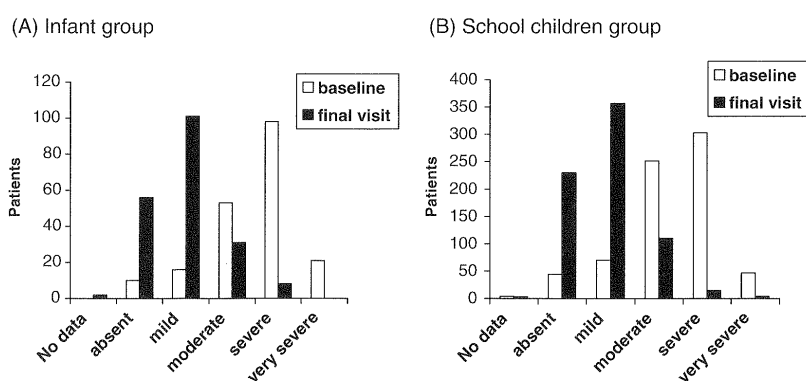 (A) Infant group
120
100
80
60
40
20
0
Patients
baseline
final visit
No data
absent
mild
moderate
severe
very severe
(B) School children group
400
350
300
250
200
150
100
50
0
Patients
baseline
final visit
No data
absent
mild
moderate
severe
very severe